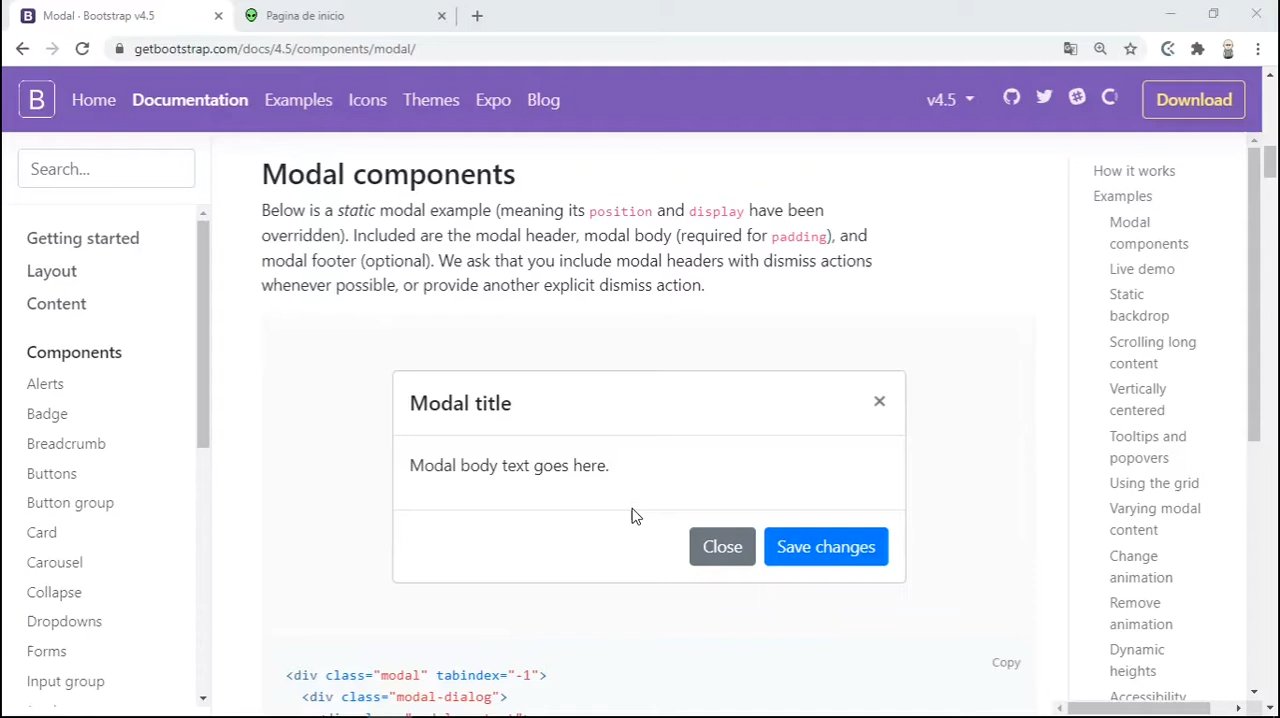 Modal · Bootstrap v4.5
Pagina de inicio
getbootstrap.com/docs/4.5/components/modal/
B Home Documentation Examples Icons Themes Expo Blog v4.5 Download
Search...
Getting started
Layout
Content
Components
Alerts
Badge
Breadcrumb
Buttons
Button group
Card
Carousel
Collapse
Dropdowns
Forms
Input group
Modal components
Below is a static modal example (meaning its position and display have been
overridden). Included are the modal header, modal body (required for padding), and
modal footer (optional). We ask that you include modal headers with dismiss actions
whenever possible, or provide another explicit dismiss action.
Modal title ×
Modal body text goes here.
Close Save changes
Copy
<div class="modal" tabindex="-1">
<div class="modal-dialog">
How it works
Examples
Modal
components
Live demo
Static
backdrop
Scrolling long
content
Vertically
centered
Tooltips and
popovers
Using the grid
Varying modal
content
Change
animation
Remove
animation
Dynamic
heights
Accessibility